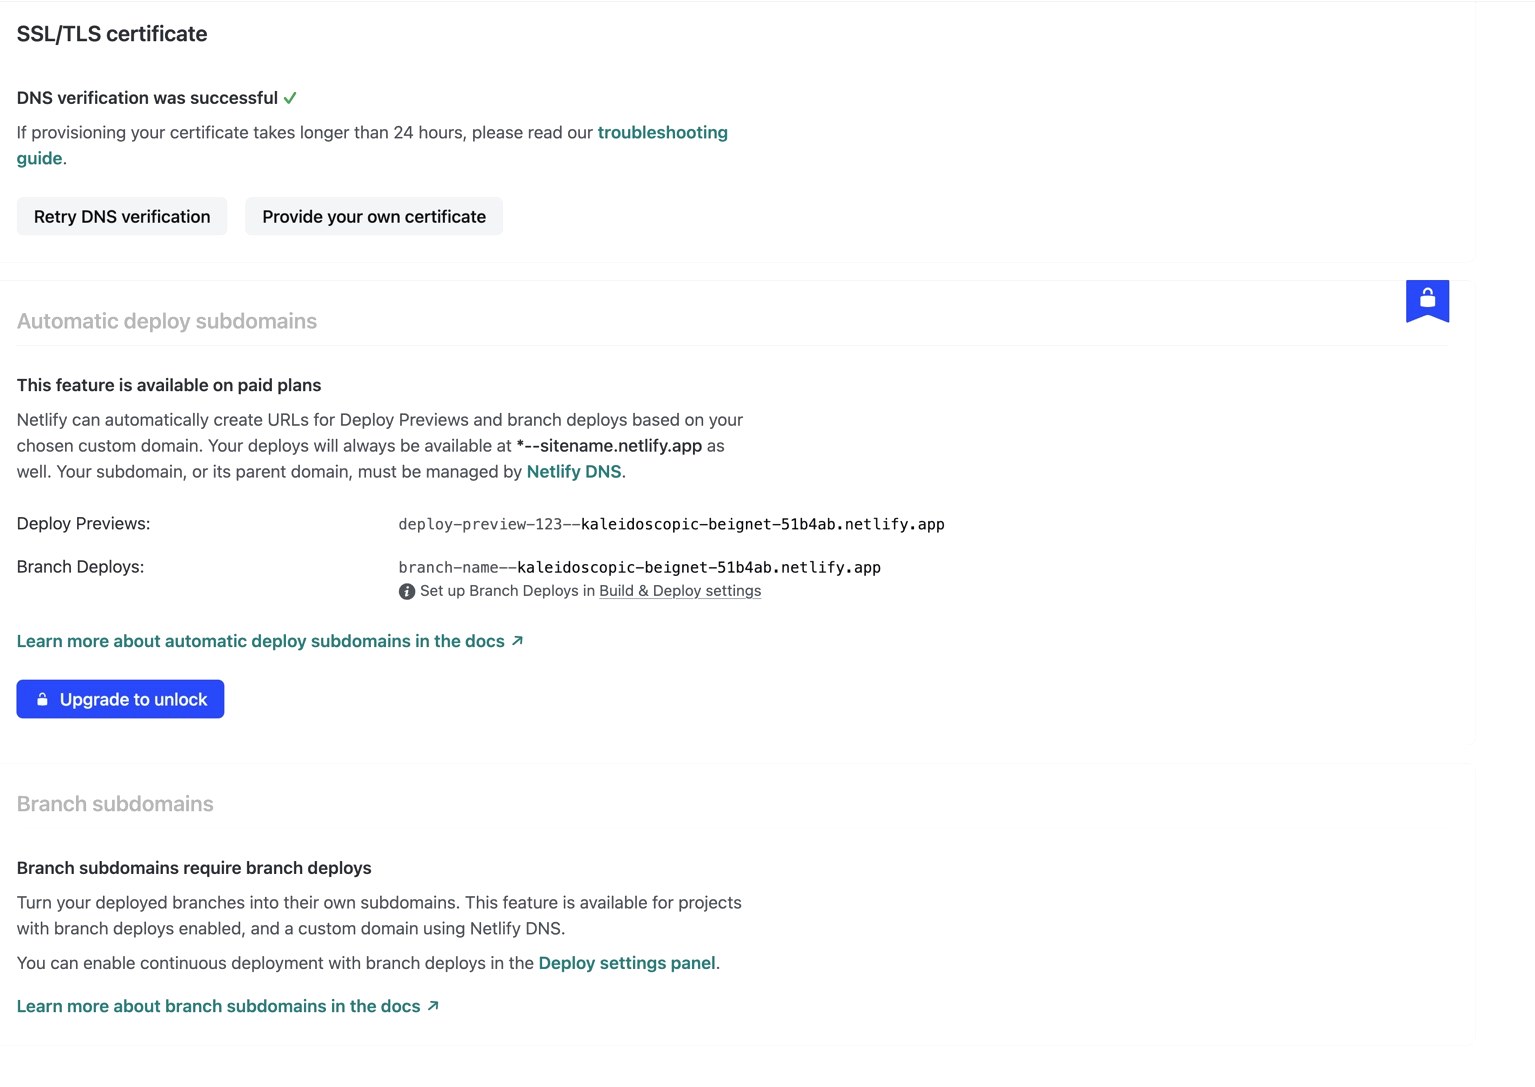 SSL/TLS certificate
DNS verification was successful ✓
If provisioning your certificate takes longer than 24 hours, please read our troubleshooting
guide.
Retry DNS verification
Provide your own certificate
Automatic deploy subdomains
This feature is available on paid plans
Netlify can automatically create URLs for Deploy Previews and branch deploys based on your
chosen custom domain. Your deploys will always be available at *--sitename.netlify.app as
well. Your subdomain, or its parent domain, must be managed by Netlify DNS.
Deploy Previews: deploy-preview-123--kaleidoscopic-beignet-51b4ab.netlify.app
Branch Deploys: branch-name--kaleidoscopic-beignet-51b4ab.netlify.app
Set up Branch Deploys in Build & Deploy settings
Learn more about automatic deploy subdomains in the docs ↗
Upgrade to unlock
Branch subdomains
Branch subdomains require branch deploys
Turn your deployed branches into their own subdomains. This feature is available for projects
with branch deploys enabled, and a custom domain using Netlify DNS.
You can enable continuous deployment with branch deploys in the Deploy settings panel.
Learn more about branch subdomains in the docs ↗